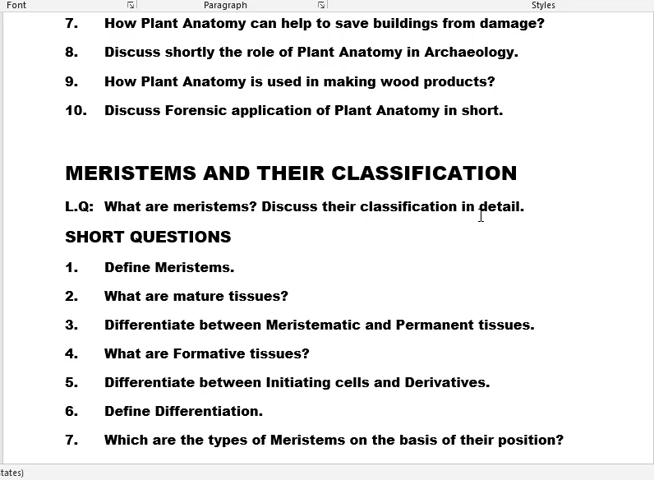 Font Paragraph Styles
7. How Plant Anatomy can help to save buildings from damage?
8. Discuss shortly the role of Plant Anatomy in Archaeology.
9. How Plant Anatomy is used in making wood products?
10. Discuss Forensic application of Plant Anatomy in short.
MERISTEMS AND THEIR CLASSIFICATION
L.Q: What are meristems? Discuss their classification in detail.
SHORT QUESTIONS
1. Define Meristems.
2. What are mature tissues?
3. Differentiate between Meristematic and Permanent tissues.
4. What are Formative tissues?
5. Differentiate between Initiating cells and Derivatives.
6. Define Differentiation.
7. Which are the types of Meristems on the basis of their position?
tates)